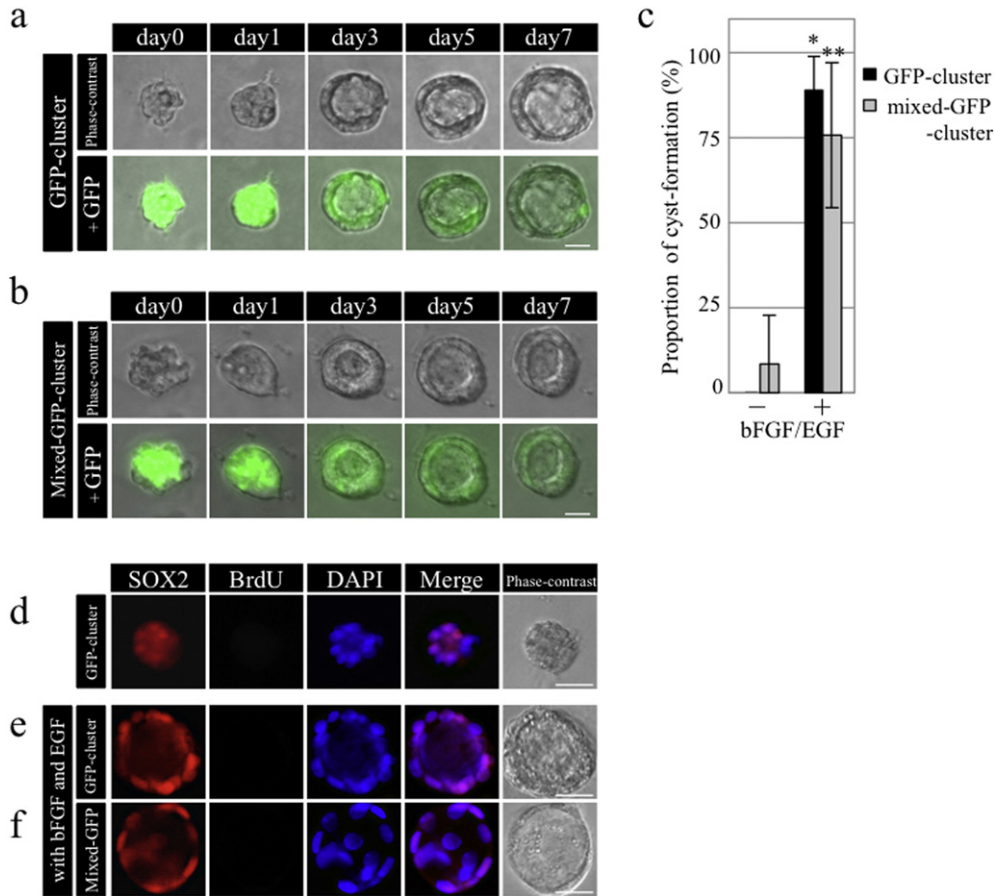 a
day0 day1 day3 day5 day7
GFP-cluster
Phase-contrast
+ GFP
b
day0 day1 day3 day5 day7
Mixed-GFP-cluster
Phase-contrast
+ GFP
c
Proportion of cyst-formation (%)
100
75
50
25
0
* **
GFP-cluster
mixed-GFP
-cluster
− +
bFGF/EGF
SOX2 BrdU DAPI Merge Phase-contrast
d
GFP-cluster
e
with bFGF and EGF
GFP-cluster
f
Mixed-GFP